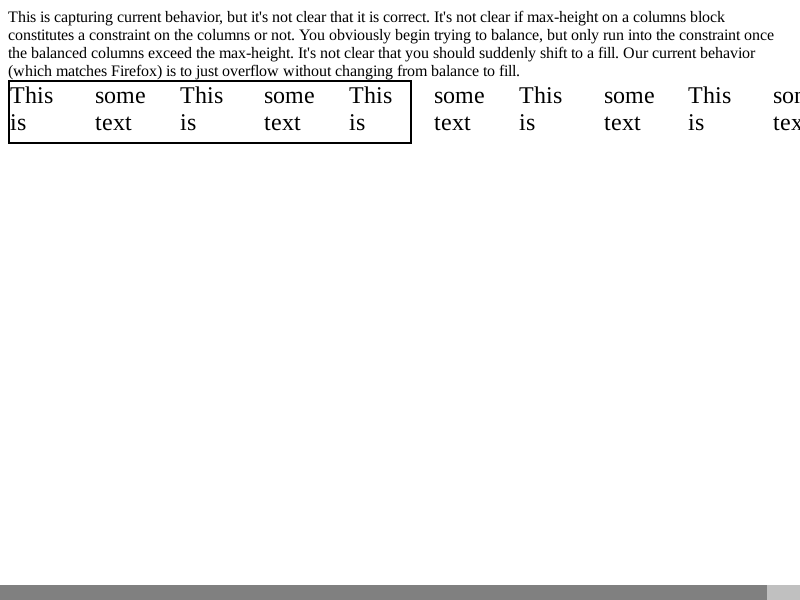 This is capturing current behavior, but it's not clear that it is correct. It's not clear if max-height on a columns block
constitutes a constraint on the columns or not. You obviously begin trying to balance, but only run into the constraint once
the balanced columns exceed the max-height. It's not clear that you should suddenly shift to a fill. Our current behavior
(which matches Firefox) is to just overflow without changing from balance to fill.
This some This some This some This some This
is text is text is text is text is